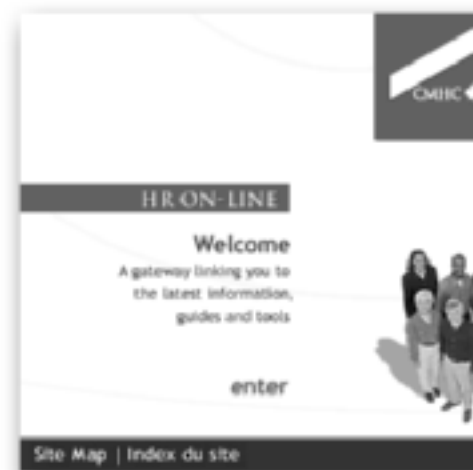 CMHC
HR ON-LINE
Welcome
A gateway linking you to
the latest information,
guides and tools
enter
Site Map | Index du site